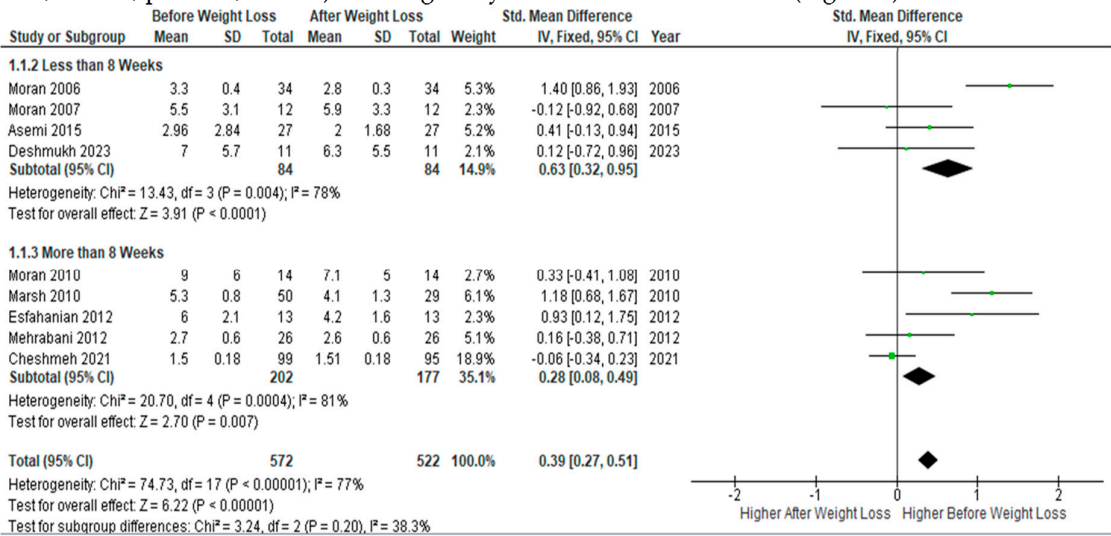 Before Weight Loss After Weight Loss Std. Mean Difference Std. Mean Difference
Study or Subgroup Mean SD Total Mean SD Total Weight IV, Fixed, 95% CI Year IV, Fixed, 95% CI
1.1.2 Less than 8 Weeks
Moran 2006 3.3 0.4 34 2.8 0.3 34 5.3% 1.40 [0.86, 1.93] 2006
Moran 2007 5.5 3.1 12 5.9 3.3 12 2.3% -0.12 [-0.92, 0.68] 2007
Asemi 2015 2.96 2.84 27 2 1.68 27 5.2% 0.41 [-0.13, 0.94] 2015
Deshmukh 2023 7 5.7 11 6.3 5.5 11 2.1% 0.12 [-0.72, 0.96] 2023
Subtotal (95% CI) 84 84 14.9% 0.63 [0.32, 0.95]
Heterogeneity: Chi² = 13.43, df = 3 (P = 0.004); I² = 78%
Test for overall effect: Z = 3.91 (P < 0.0001)
1.1.3 More than 8 Weeks
Moran 2010 9 6 14 7.1 5 14 2.7% 0.33 [-0.41, 1.08] 2010
Marsh 2010 5.3 0.8 50 4.1 1.3 29 6.1% 1.18 [0.68, 1.67] 2010
Esfahanian 2012 6 2.1 13 4.2 1.6 13 2.3% 0.93 [0.12, 1.75] 2012
Mehrabani 2012 2.7 0.6 26 2.6 0.6 26 5.1% 0.16 [-0.38, 0.71] 2012
Cheshmeh 2021 1.5 0.18 99 1.51 0.18 95 18.9% -0.06 [-0.34, 0.23] 2021
Subtotal (95% CI) 202 177 35.1% 0.28 [0.08, 0.49]
Heterogeneity: Chi² = 20.70, df = 4 (P = 0.0004); I² = 81%
Test for overall effect: Z = 2.70 (P = 0.007)
Total (95% CI) 572 522 100.0% 0.39 [0.27, 0.51]
Heterogeneity: Chi² = 74.73, df = 17 (P < 0.00001); I² = 77%
Test for overall effect: Z = 6.22 (P < 0.00001)
Test for subgroup differences: Chi² = 3.24, df = 2 (P = 0.20), I² = 38.3%
-2 -1 0 1 2
Higher After Weight Loss Higher Before Weight Loss